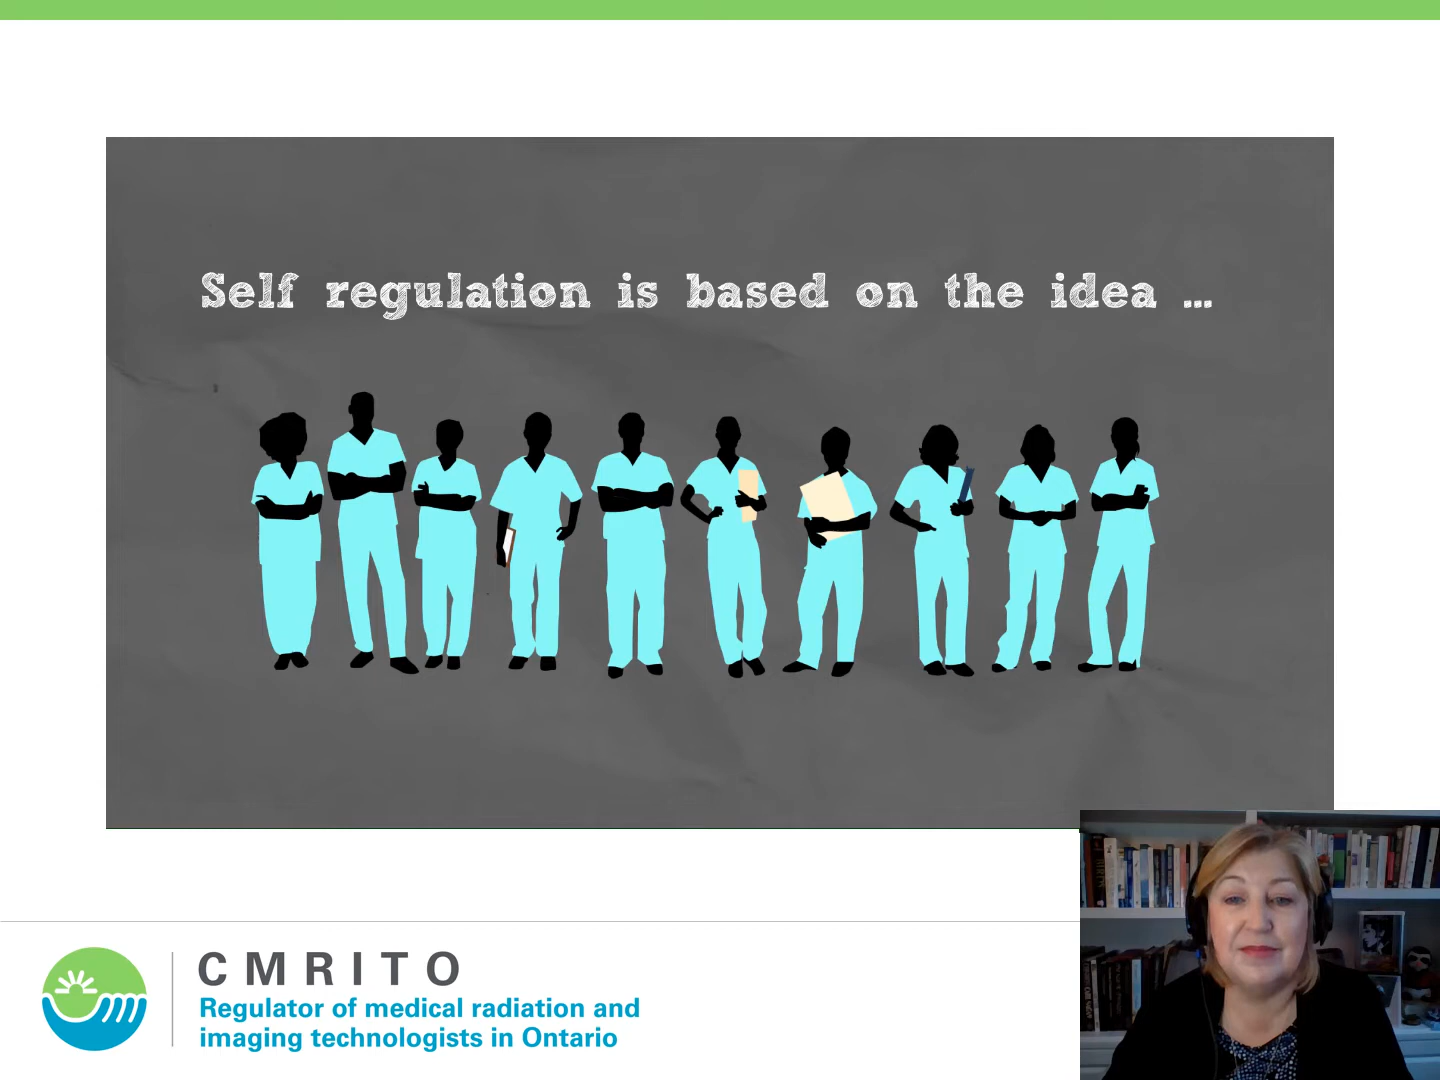 Self regulation is based on the idea ...
CMRITO
Regulator of medical radiation and
imaging technologists in Ontario